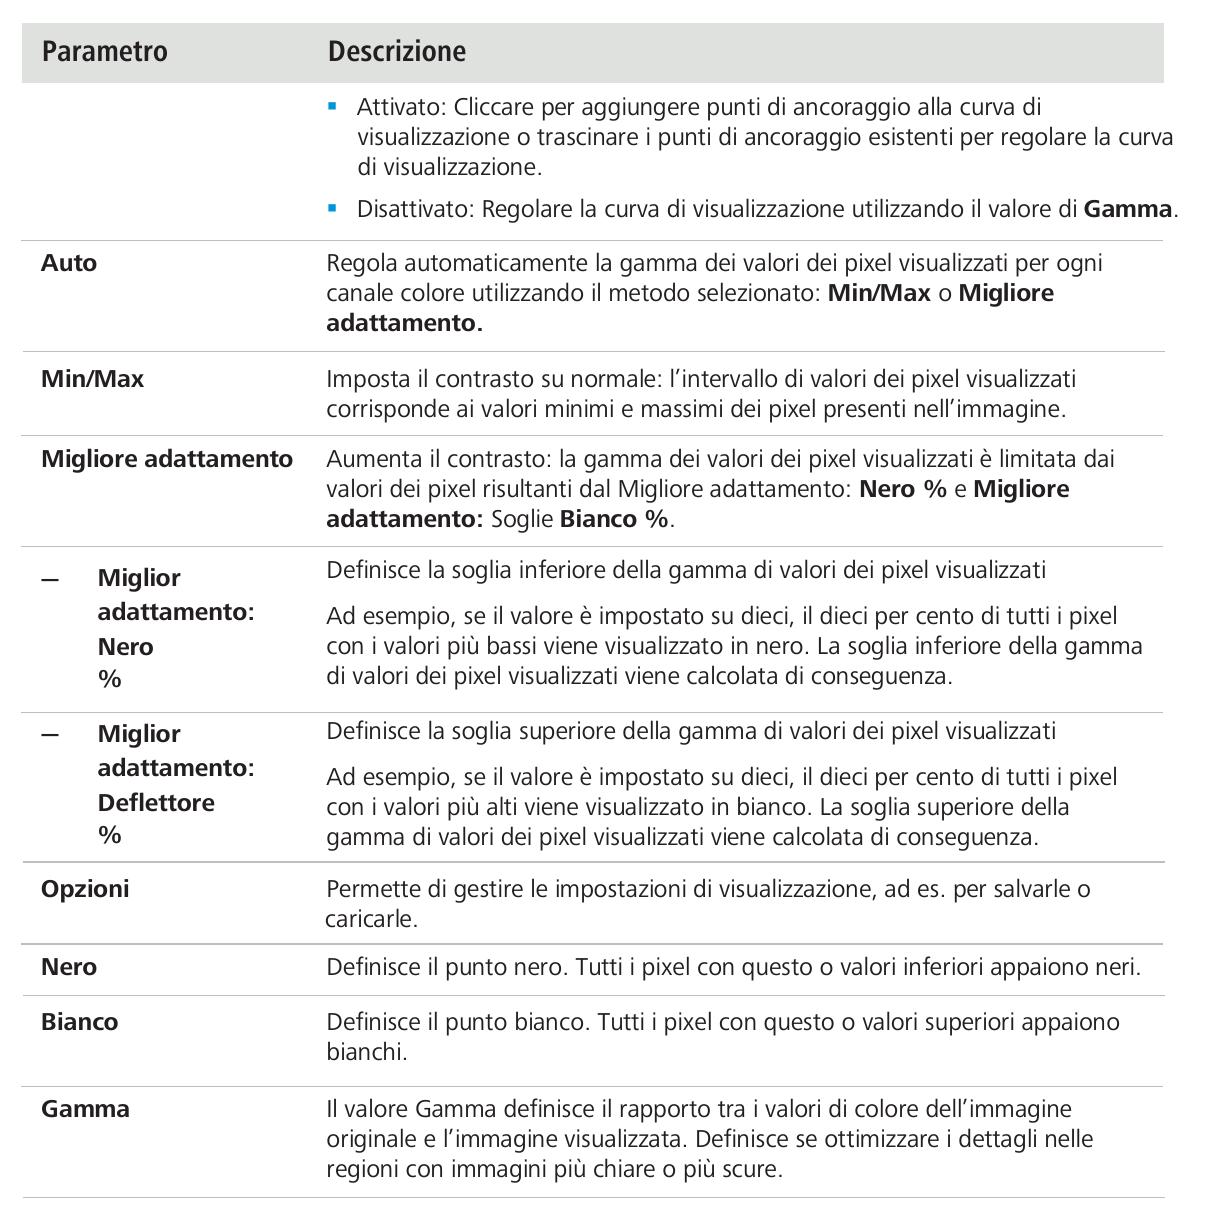 Parametro Descrizione
▪ Attivato: Cliccare per aggiungere punti di ancoraggio alla curva di
visualizzazione o trascinare i punti di ancoraggio esistenti per regolare la curva
di visualizzazione.
▪ Disattivato: Regolare la curva di visualizzazione utilizzando il valore di Gamma.
Auto
Regola automaticamente la gamma dei valori dei pixel visualizzati per ogni
canale colore utilizzando il metodo selezionato: Min/Max o Migliore
adattamento.
Min/Max
Imposta il contrasto su normale: l'intervallo di valori dei pixel visualizzati
corrisponde ai valori minimi e massimi dei pixel presenti nell'immagine.
Migliore adattamento
Aumenta il contrasto: la gamma dei valori dei pixel visualizzati è limitata dai
valori dei pixel risultanti dal Migliore adattamento: Nero % e Migliore
adattamento: Soglie Bianco %.
— Miglior
adattamento:
Nero
%
Definisce la soglia inferiore della gamma di valori dei pixel visualizzati
Ad esempio, se il valore è impostato su dieci, il dieci per cento di tutti i pixel
con i valori più bassi viene visualizzato in nero. La soglia inferiore della gamma
di valori dei pixel visualizzati viene calcolata di conseguenza.
— Miglior
adattamento:
Deflettore
%
Definisce la soglia superiore della gamma di valori dei pixel visualizzati
Ad esempio, se il valore è impostato su dieci, il dieci per cento di tutti i pixel
con i valori più alti viene visualizzato in bianco. La soglia superiore della
gamma di valori dei pixel visualizzati viene calcolata di conseguenza.
Opzioni
Permette di gestire le impostazioni di visualizzazione, ad es. per salvarle o
caricarle.
Nero
Definisce il punto nero. Tutti i pixel con questo o valori inferiori appaiono neri.
Bianco
Definisce il punto bianco. Tutti i pixel con questo o valori superiori appaiono
bianchi.
Gamma
Il valore Gamma definisce il rapporto tra i valori di colore dell'immagine
originale e l'immagine visualizzata. Definisce se ottimizzare i dettagli nelle
regioni con immagini più chiare o più scure.